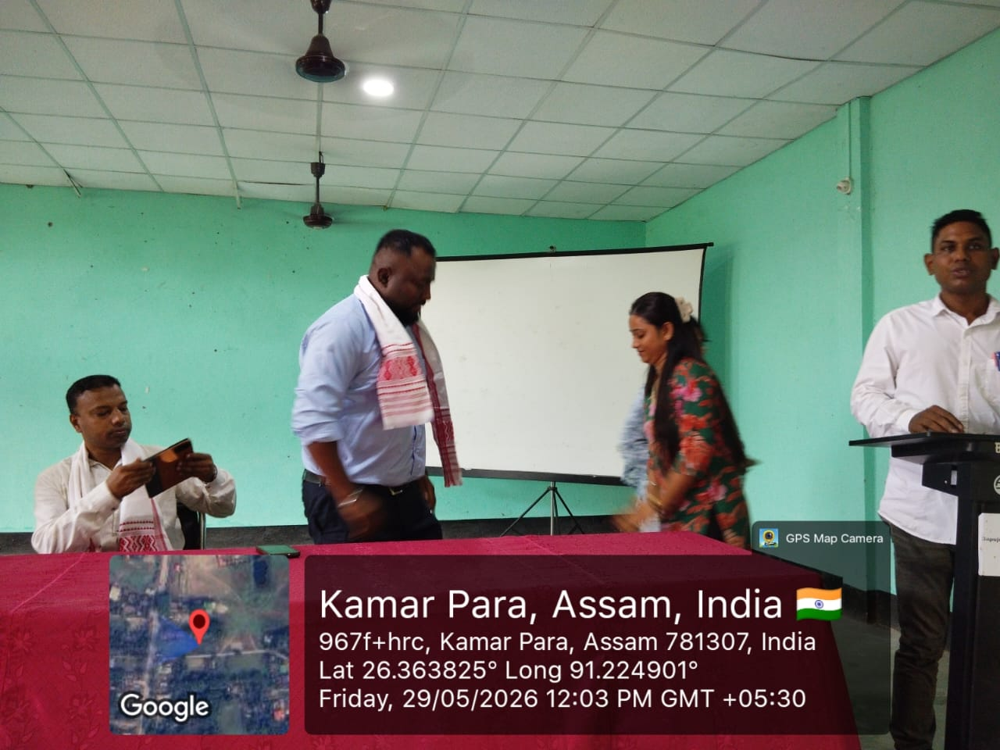 GPS Map Camera
Kamar Para, Assam, India
967f+hrc, Kamar Para, Assam 781307, India
Lat 26.363825° Long 91.224901°
Friday, 29/05/2026 12:03 PM GMT +05:30
Google